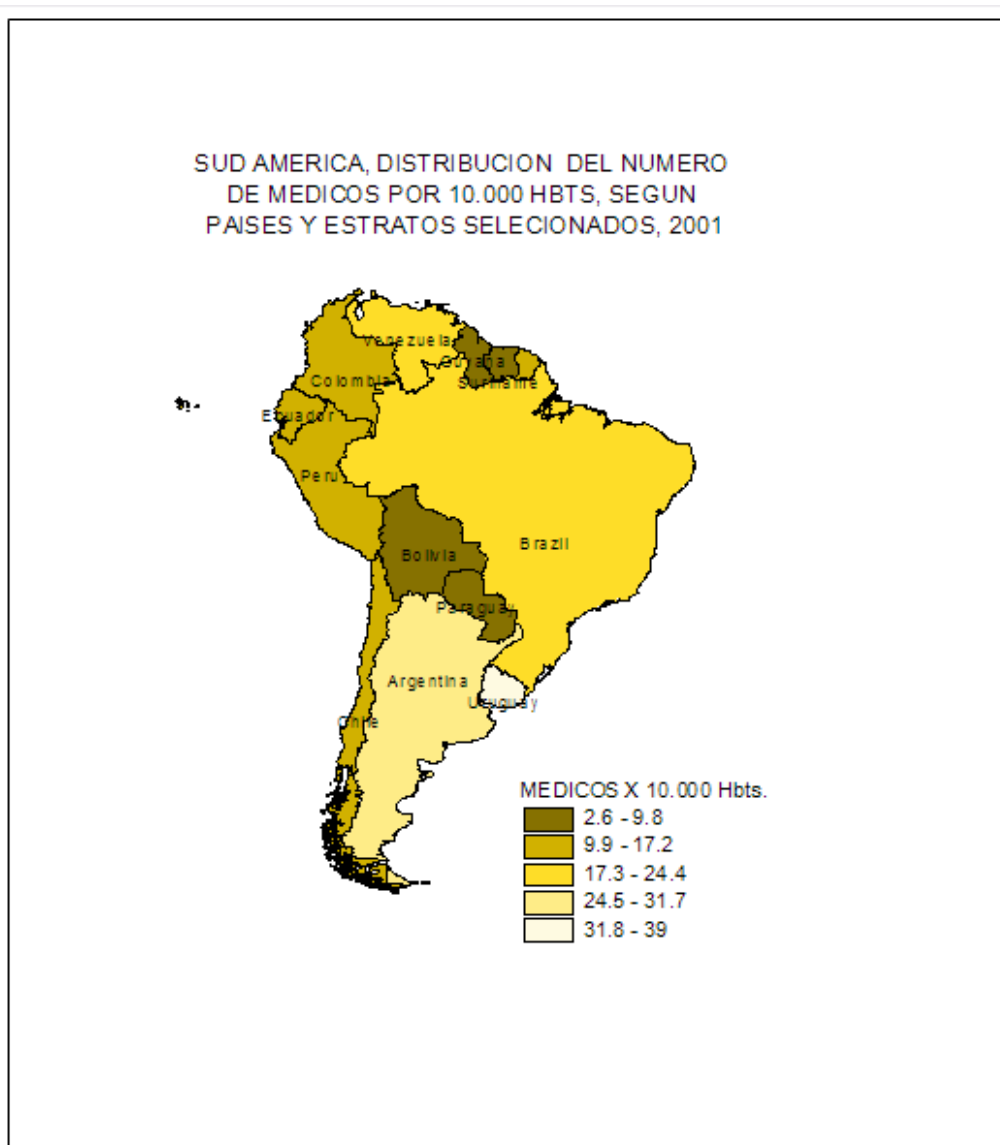 SUD AMERICA, DISTRIBUCION DEL NUMERO
DE MEDICOS POR 10.000 HBTS, SEGUN
PAISES Y ESTRATOS SELECIONADOS, 2001
Venezuela
Guyana
Suriname
Colombia
Ecuador
Peru
Brazil
Bolivia
Paraguay
Argentina
Uruguay
Chile
MEDICOS X 10.000 Hbts.
2.6 - 9.8
9.9 - 17.2
17.3 - 24.4
24.5 - 31.7
31.8 - 39